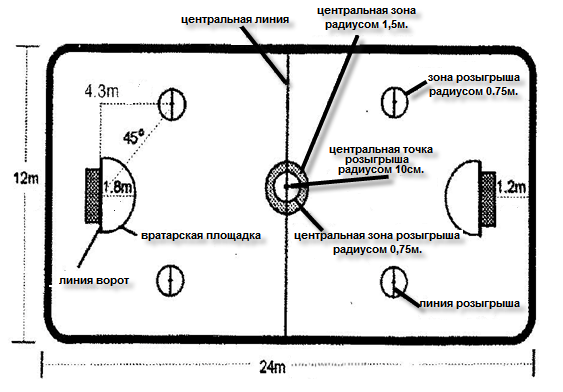 центральная линия
центральная зона
радиусом 1,5м.
зона розыгрыша
радиусом 0.75м.
4.3m
45°
центральная точка
розыгрыша
радиусом 10см.
12m
1.8m
1.2m
вратарская площадка
центральная зона розыгрыша
радиусом 0,75м.
линия ворот
линия розыгрыша
24m